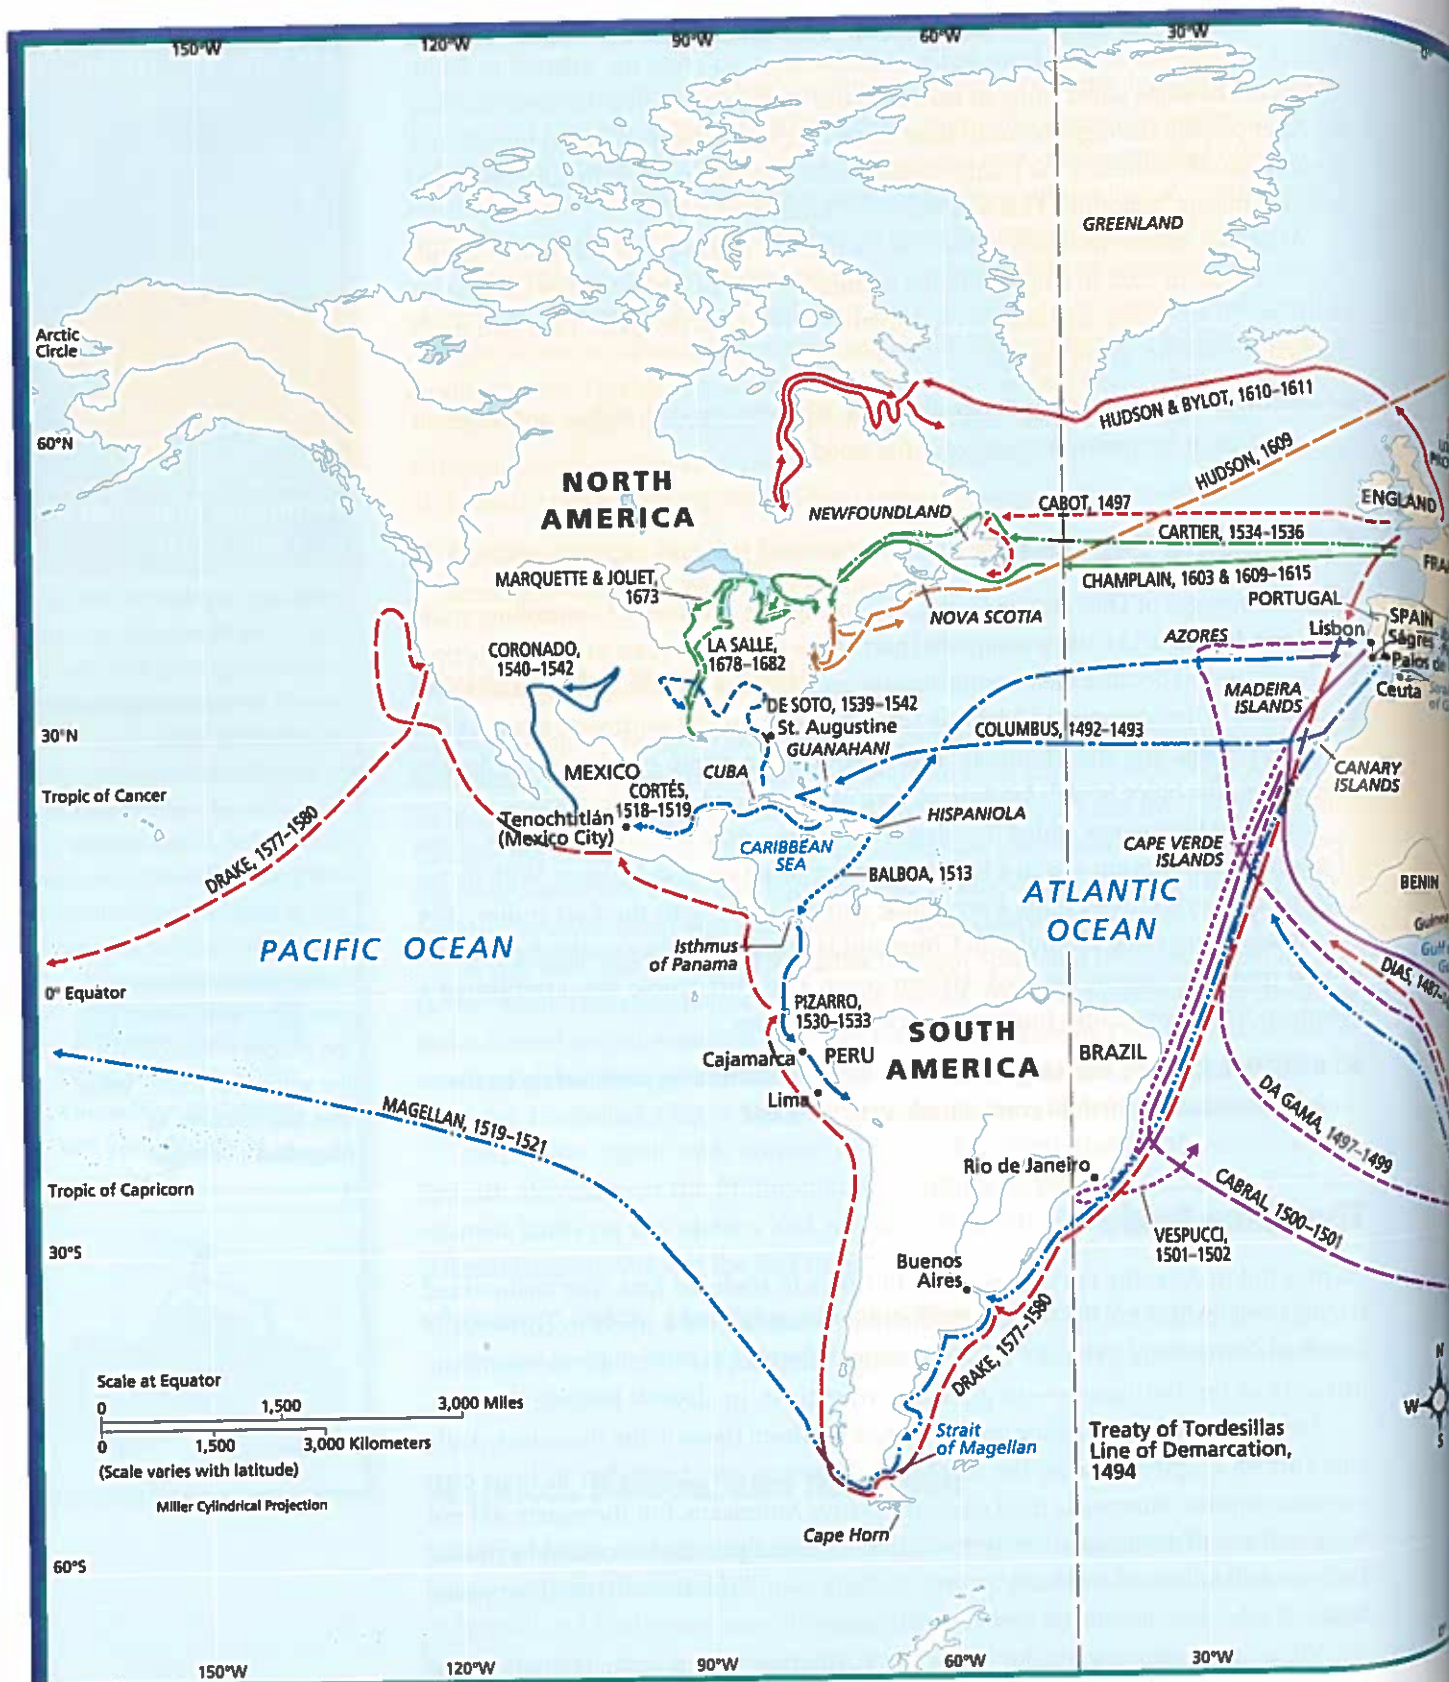 150°W
120°W
90°W
60°W
30°W
0°
GREENLAND
Arctic
Circle
60°N
HUDSON & BYLOT, 1610–1611
HUDSON, 1609
NORTH
AMERICA
ENGLAND
CABOT, 1497
NEWFOUNDLAND
CARTIER, 1534–1536
CHAMPLAIN, 1603 & 1609–1615
MARQUETTE & JOLIET,
1673
PORTUGAL
SPAIN
NOVA SCOTIA
AZORES
Lisbon
Sagres
Palos de
Ceuta
CORONADO,
1540–1542
LA SALLE,
1678–1682
MADEIRA
ISLANDS
DE SOTO, 1539–1542
St. Augustine
GUANAHANI
COLUMBUS, 1492–1493
30°N
CANARY
ISLANDS
MEXICO
CUBA
CORTÉS,
1518–1519
Tropic of Cancer
Tenochtitlán
(Mexico City)
HISPANIOLA
CARIBBEAN
SEA
CAPE VERDE
ISLANDS
DRAKE, 1577–1580
BALBOA, 1513
BENIN
ATLANTIC
OCEAN
PACIFIC OCEAN
Isthmus
of Panama
DIAS, 1487–
0° Equator
PIZARRO,
1530–1533
SOUTH
AMERICA
BRAZIL
Cajamarca
PERU
Lima
MAGELLAN, 1519–1521
DA GAMA, 1497–1499
Rio de Janeiro
Tropic of Capricorn
CABRAL, 1500–1501
VESPUCCI,
1501–1502
30°S
Buenos
Aires
DRAKE, 1577–1580
N
W
S
Scale at Equator
0 1,500 3,000 Miles
0 1,500 3,000 Kilometers
(Scale varies with latitude)
Miller Cylindrical Projection
Strait
of Magellan
Treaty of Tordesillas
Line of Demarcation,
1494
Cape Horn
60°S
150°W
120°W
90°W
60°W
30°W